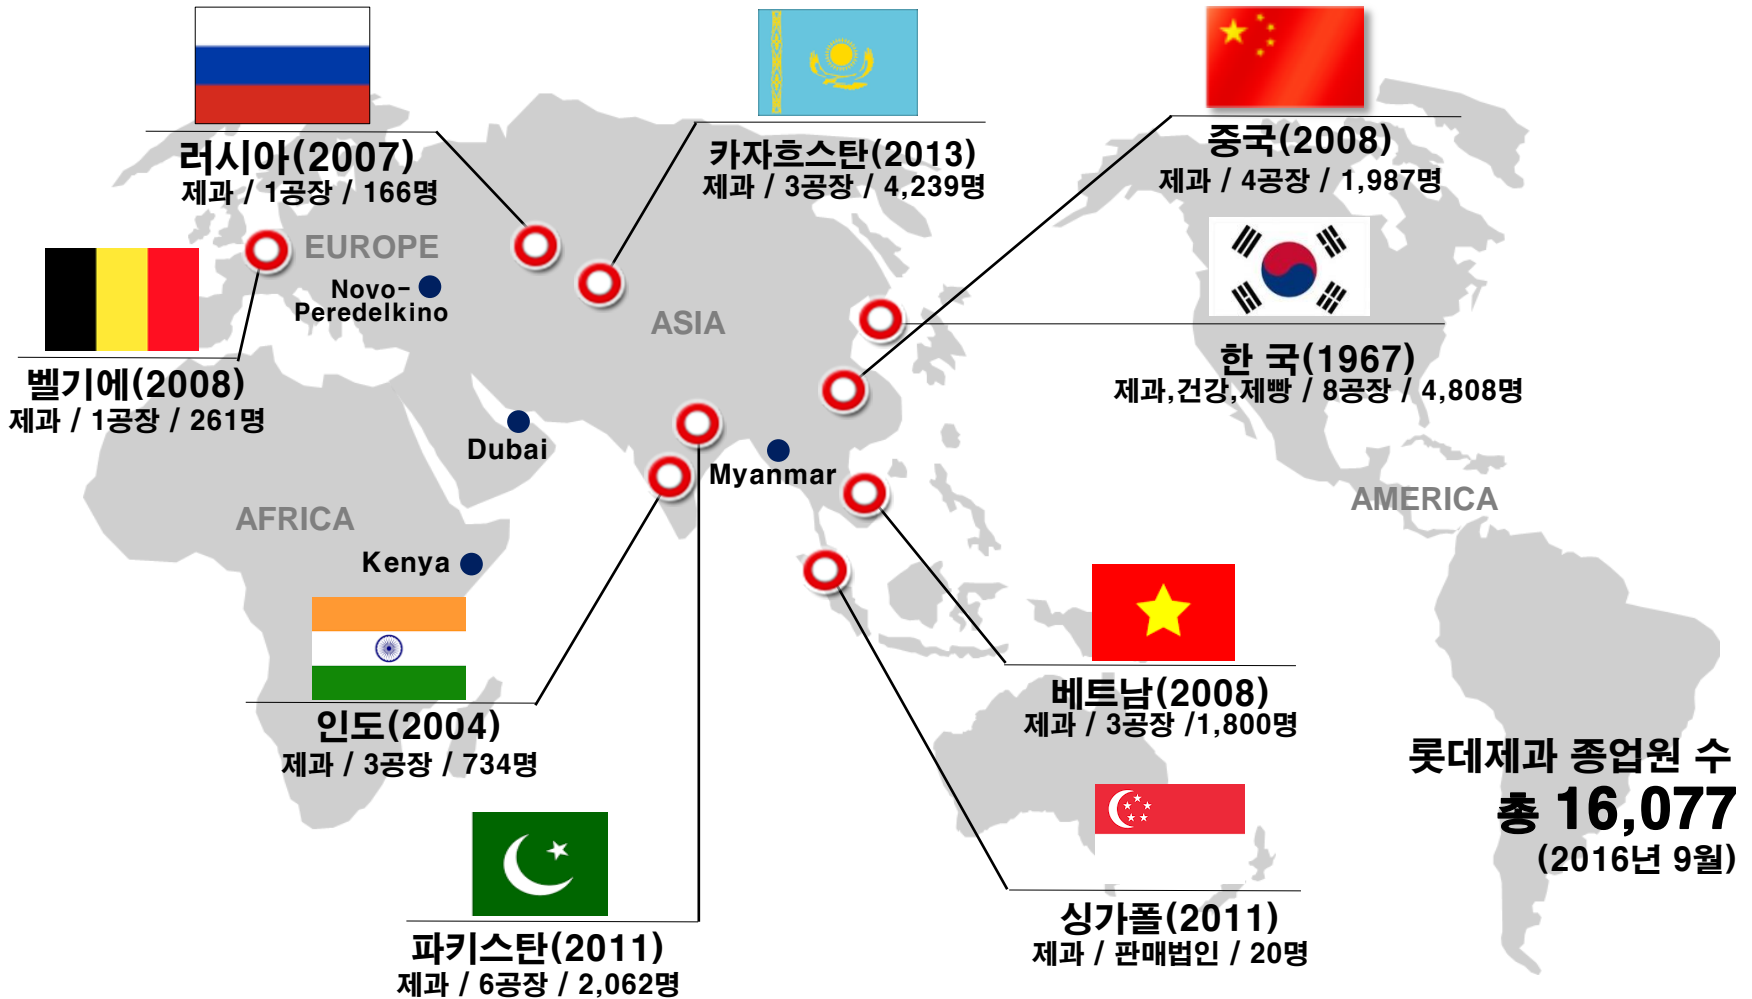 러시아(2007)
제과 / 1공장 / 166명
카자흐스탄(2013)
제과 / 3공장 / 4,239명
중국(2008)
제과 / 4공장 / 1,987명
EUROPE
Novo-
Peredelkino
ASIA
한 국(1967)
제과,건강,제빵 / 8공장 / 4,808명
벨기에(2008)
제과 / 1공장 / 261명
Dubai
Myanmar
AFRICA
AMERICA
Kenya
인도(2004)
제과 / 3공장 / 734명
베트남(2008)
제과 / 3공장 /1,800명
롯데제과 종업원 수
총 16,077
(2016년 9월)
파키스탄(2011)
제과 / 6공장 / 2,062명
싱가폴(2011)
제과 / 판매법인 / 20명